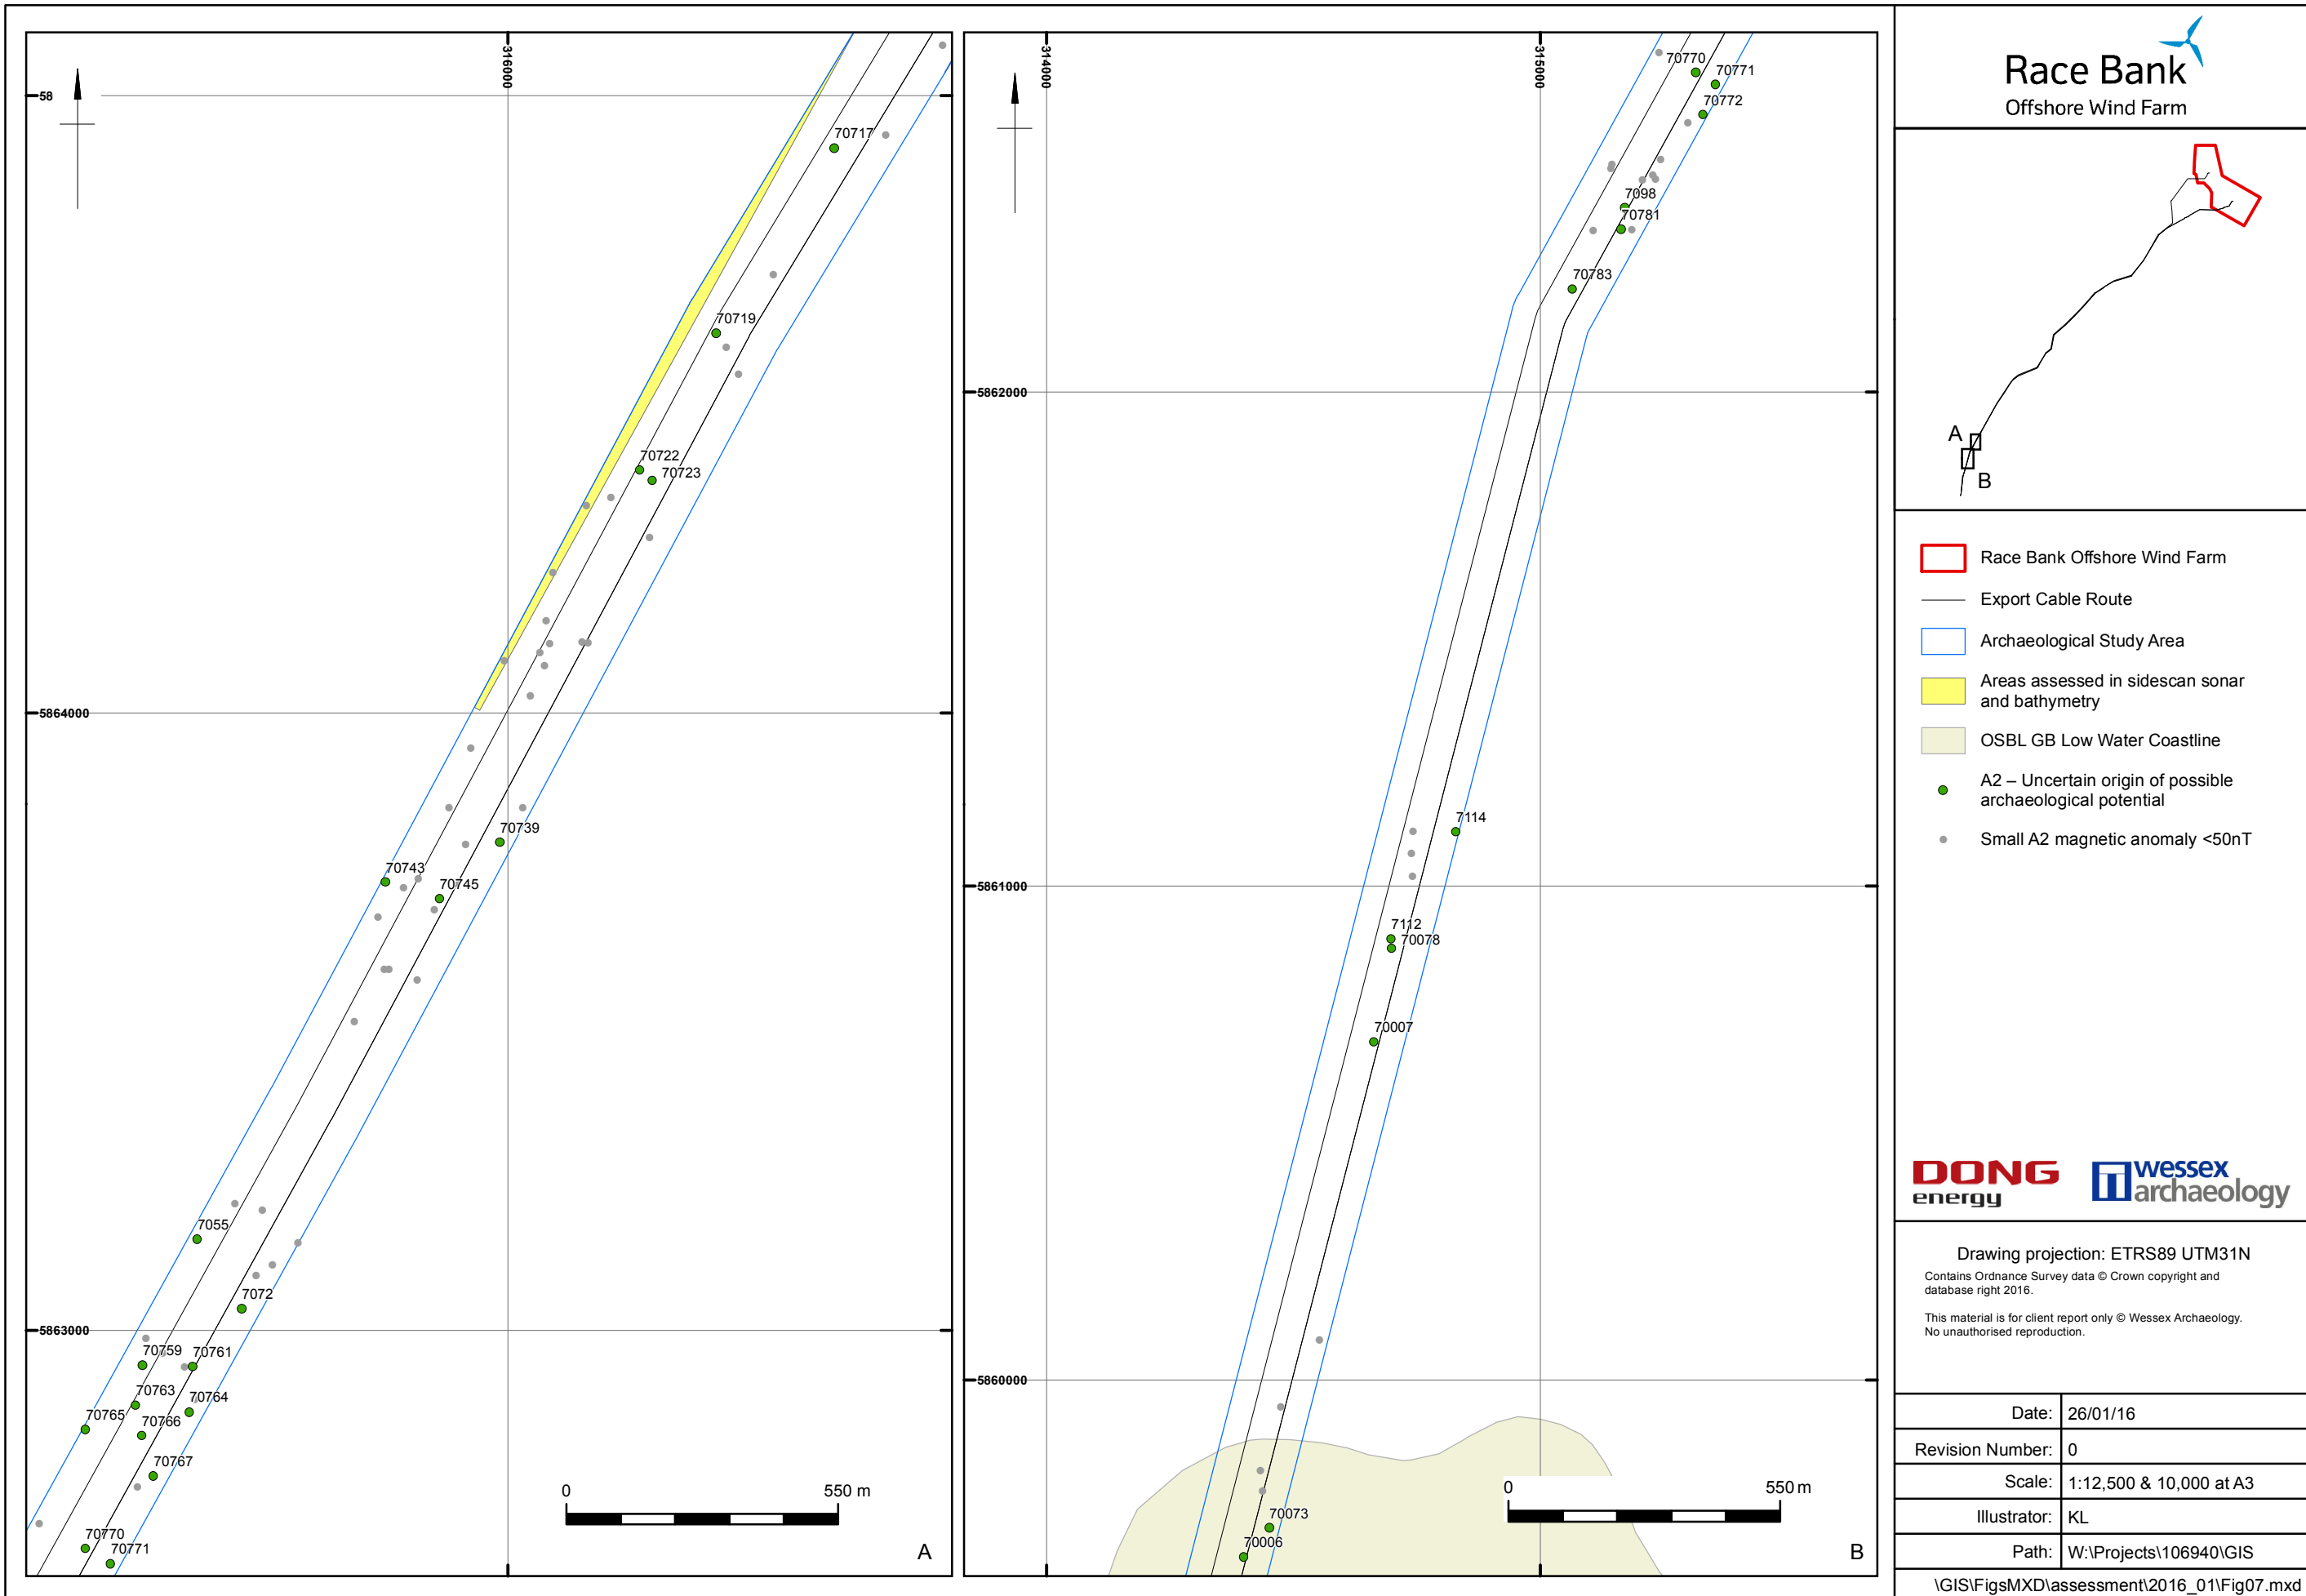 316000
58
70717
70719
70722
70723
5864000
70739
70743
70745
7055
7072
5863000
70759
70761
70763
70764
70765
70766
70767
70770
70771
0 550 m
A
314000
315000
70770
70771
70772
7098
70781
70783
5862000
7114
5861000
7112
70078
70007
5860000
70073
70006
0 550 m
B
Race Bank
Offshore Wind Farm
A
B
Race Bank Offshore Wind Farm
Export Cable Route
Archaeological Study Area
Areas assessed in sidescan sonar
and bathymetry
OSBL GB Low Water Coastline
A2 – Uncertain origin of possible
archaeological potential
Small A2 magnetic anomaly <50nT
DONG
energy
wessex
archaeology
Drawing projection: ETRS89 UTM31N
Contains Ordnance Survey data © Crown copyright and
database right 2016.
This material is for client report only © Wessex Archaeology.
No unauthorised reproduction.
Date: 26/01/16
Revision Number: 0
Scale: 1:12,500 & 10,000 at A3
Illustrator: KL
Path: W:\Projects\106940\GIS
\GIS\FigsMXD\assessment\2016_01\Fig07.mxd